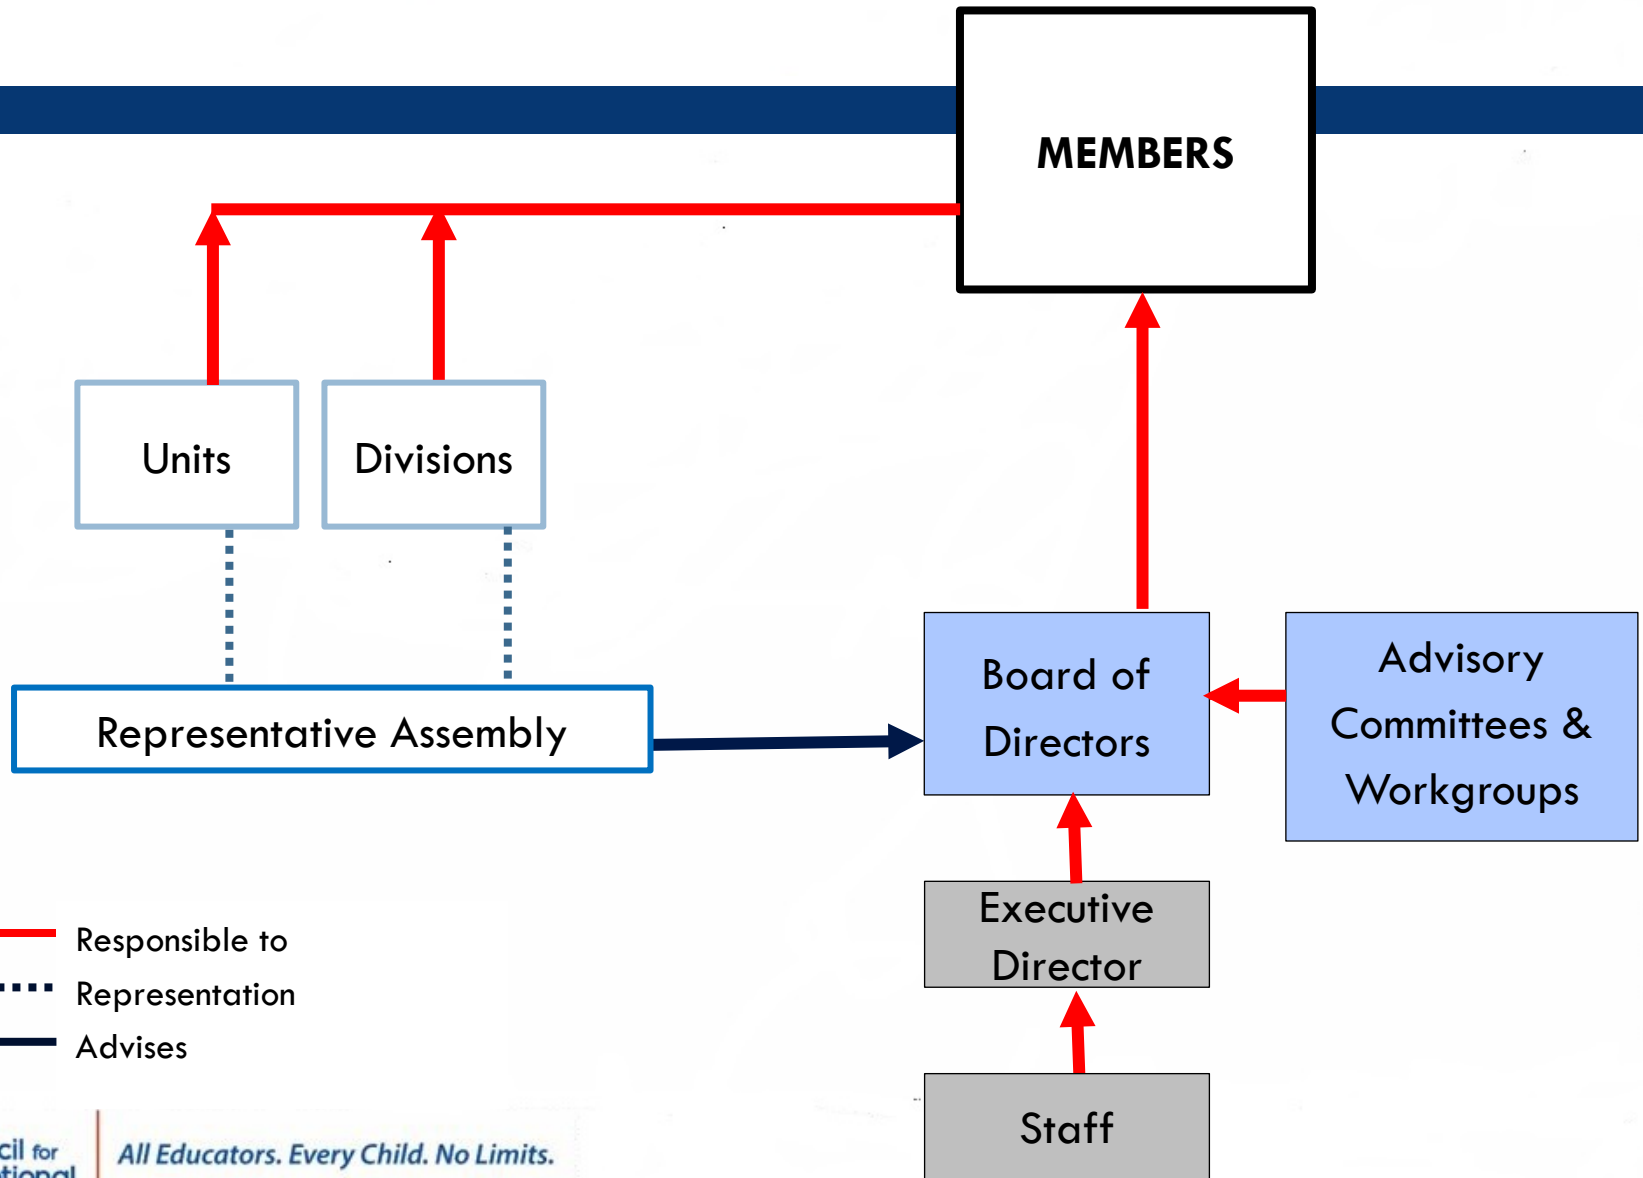 MEMBERS
Units
Divisions
Representative Assembly
Board of
Directors
Advisory
Committees &
Workgroups
Executive
Director
Staff
Responsible to
Representation
Advises
for
All Educators. Every Child. No Limits.